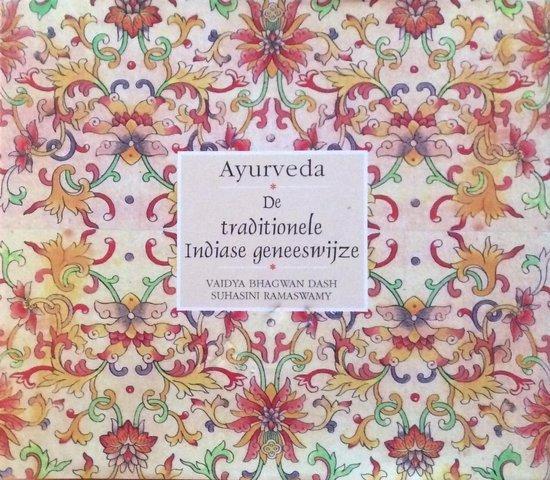 Ayurveda
De
traditionele
Indiase geneeswijze
VAIDYA BHAGWAN DASH
SUHASINI RAMASWAMY